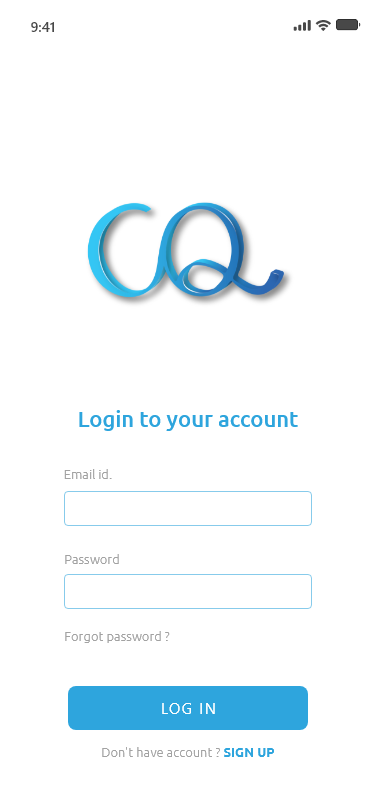 9:41
CQ
Login to your account
Email id.
Password
Forgot password ?
LOG IN
Don't have account ? SIGN UP